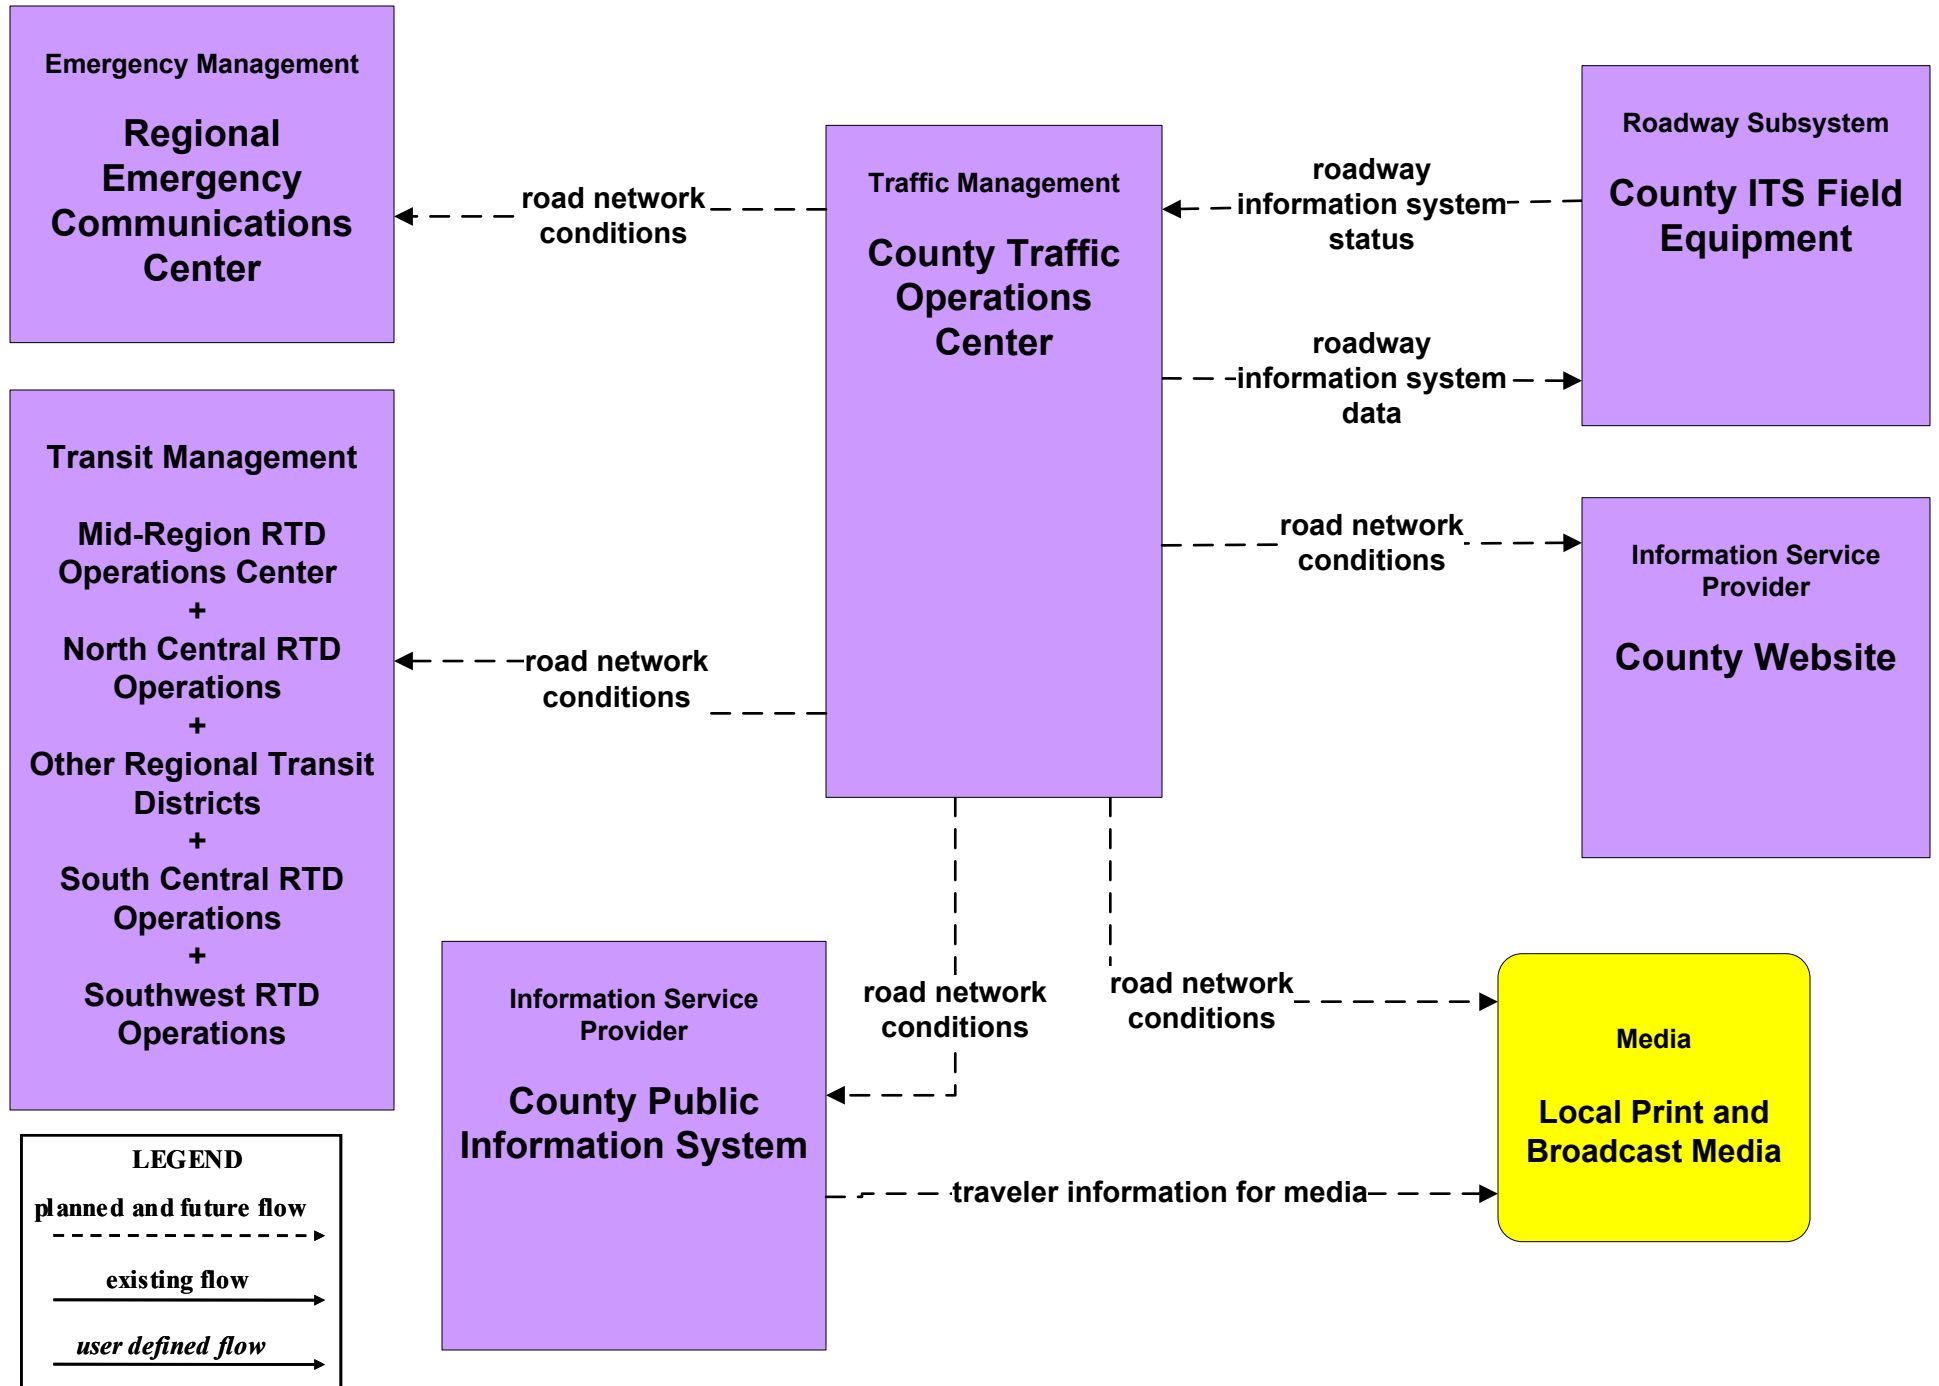 Emergency Management
Regional
Emergency
Communications
Center
road network
conditions
Traffic Management
County Traffic
Operations
Center
roadway
information system
status
Roadway Subsystem
County ITS Field
Equipment
roadway
information system
data
Transit Management
Mid-Region RTD
Operations Center
+
North Central RTD
Operations
+
Other Regional Transit
Districts
+
South Central RTD
Operations
+
Southwest RTD
Operations
road network
conditions
road network
conditions
Information Service
Provider
County Website
Information Service
Provider
County Public
Information System
road network
conditions
road network
conditions
Media
Local Print and
Broadcast Media
traveler information for media
LEGEND
planned and future flow
existing flow
user defined flow